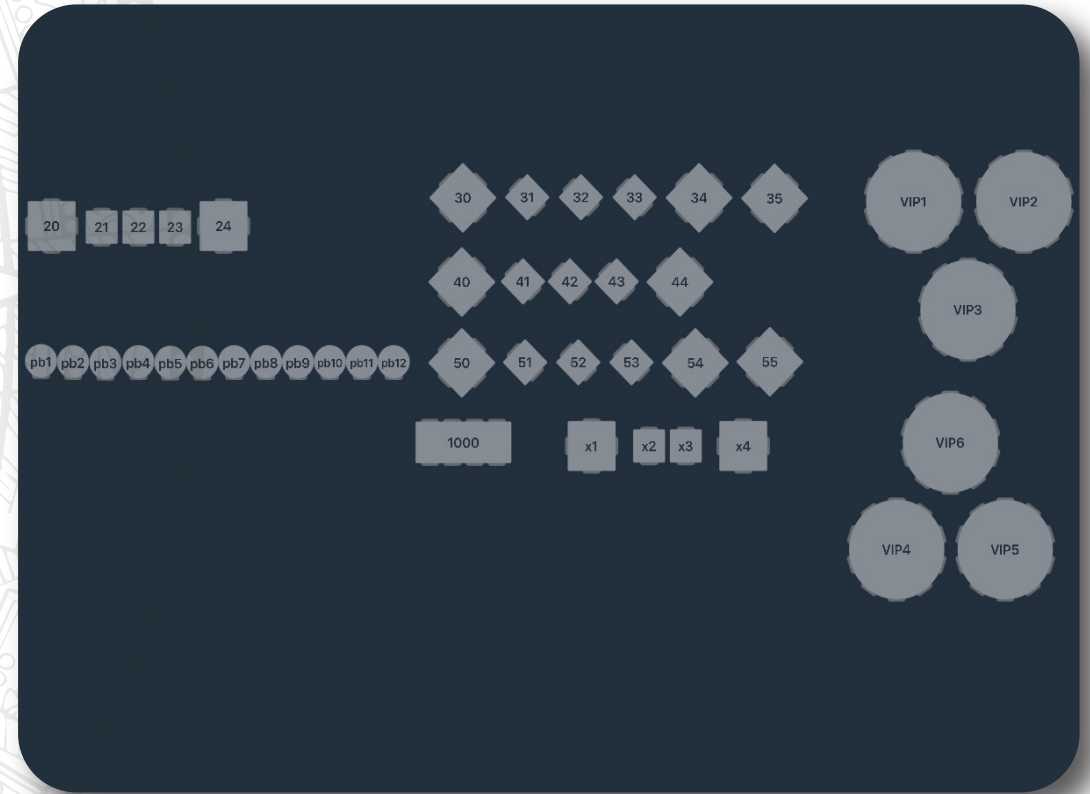 30 31 32 33 34 35
VIP1 VIP2
20 21 22 23 24
40 41 42 43 44
VIP3
pb1 pb2 pb3 pb4 pb5 pb6 pb7 pb8 pb9 pb10 pb11 pb12
50 51 52 53 54 55
1000 x1 x2 x3 x4
VIP6
VIP4 VIP5